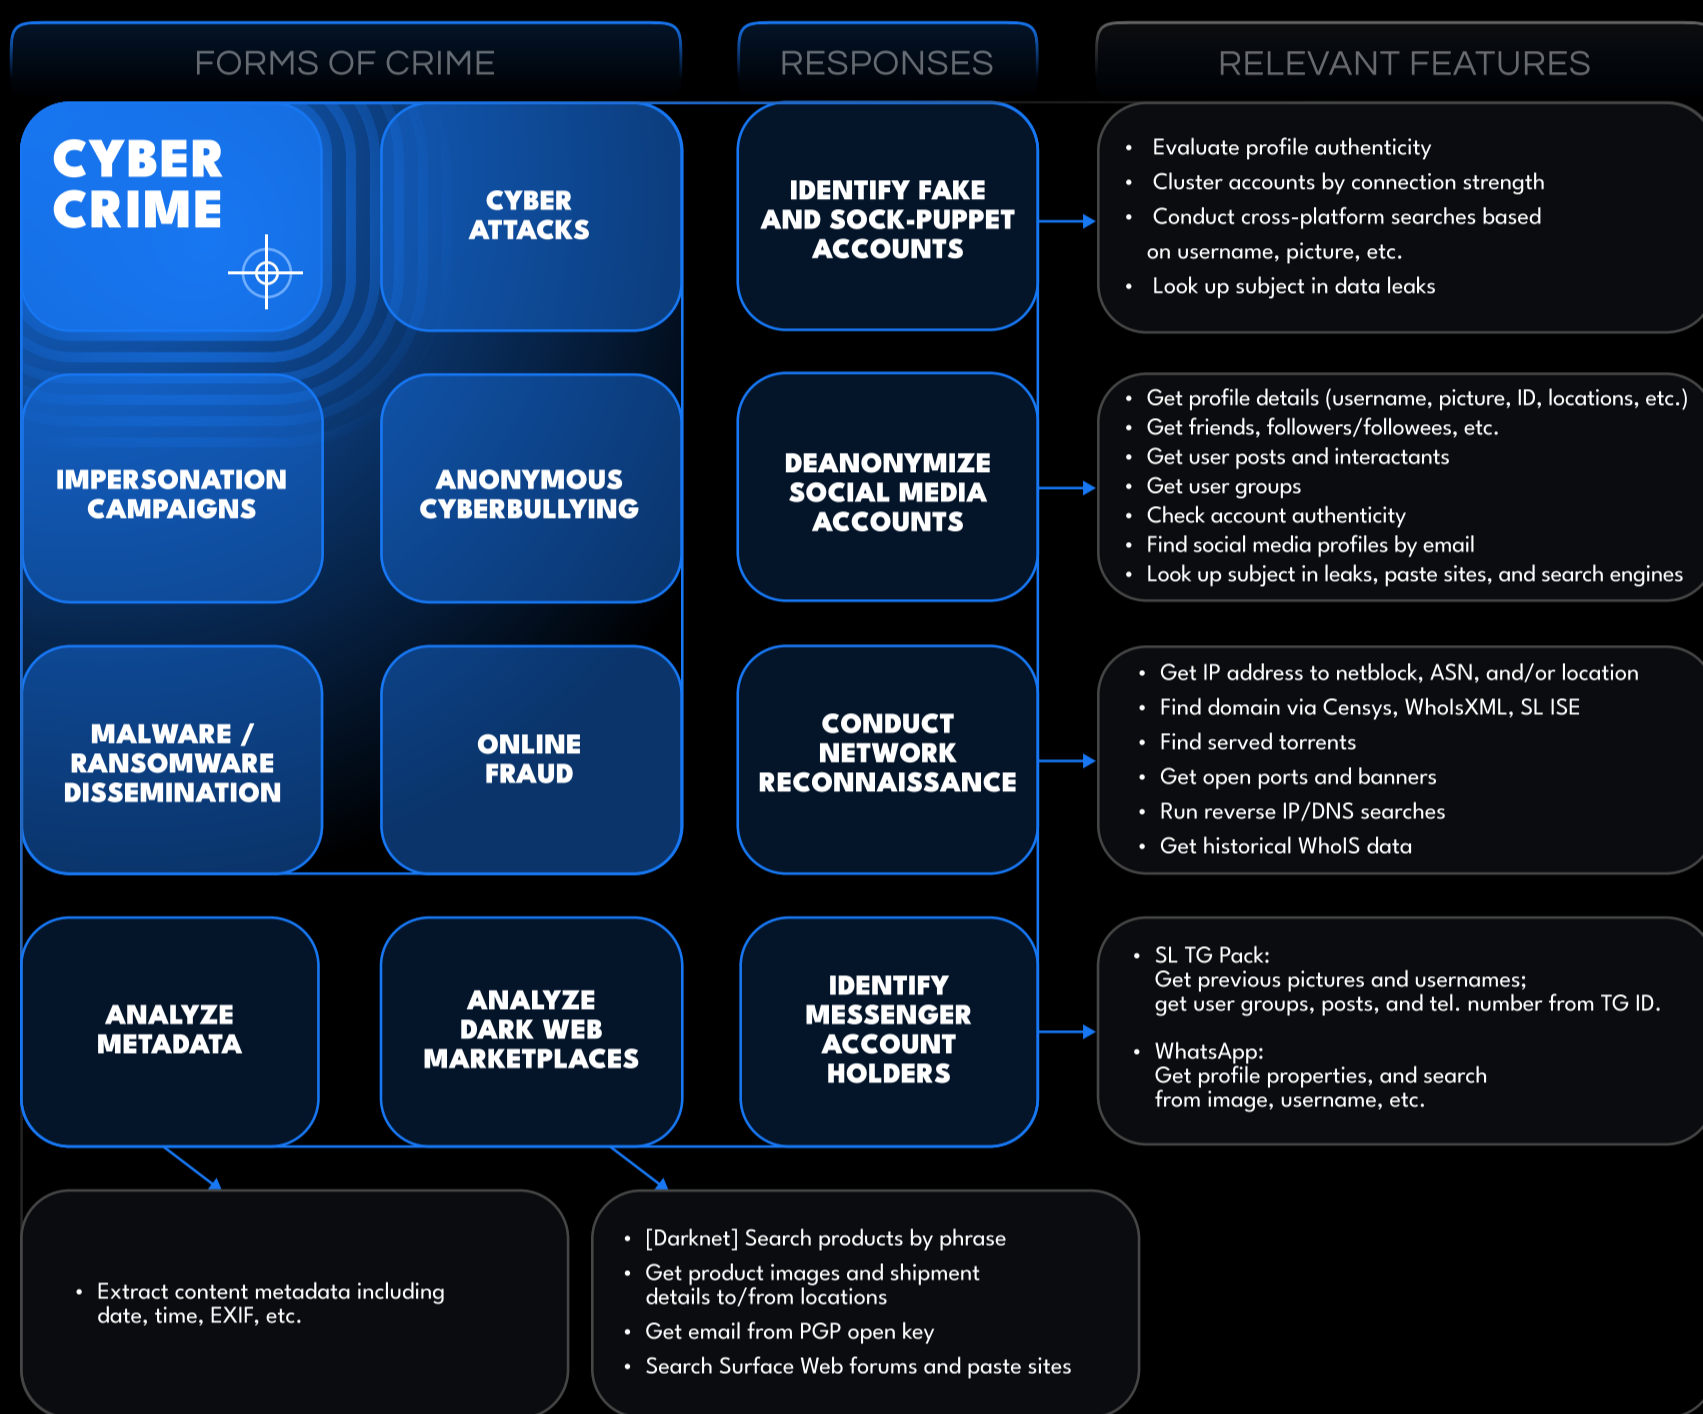 FORMS OF CRIME
RESPONSES
RELEVANT FEATURES
CYBER
CRIME
CYBER
ATTACKS
IDENTIFY FAKE
AND SOCK-PUPPET
ACCOUNTS
• Evaluate profile authenticity
• Cluster accounts by connection strength
• Conduct cross-platform searches based
on username, picture, etc.
• Look up subject in data leaks
IMPERSONATION
CAMPAIGNS
ANONYMOUS
CYBERBULLYING
DEANONYMIZE
SOCIAL MEDIA
ACCOUNTS
• Get profile details (username, picture, ID, locations, etc.)
• Get friends, followers/followees, etc.
• Get user posts and interactants
• Get user groups
• Check account authenticity
• Find social media profiles by email
• Look up subject in leaks, paste sites, and search engines
MALWARE /
RANSOMWARE
DISSEMINATION
ONLINE
FRAUD
CONDUCT
NETWORK
RECONNAISSANCE
• Get IP address to netblock, ASN, and/or location
• Find domain via Censys, WhoIsXML, SL ISE
• Find served torrents
• Get open ports and banners
• Run reverse IP/DNS searches
• Get historical WhoIS data
ANALYZE
METADATA
ANALYZE
DARK WEB
MARKETPLACES
IDENTIFY
MESSENGER
ACCOUNT
HOLDERS
• SL TG Pack:
Get previous pictures and usernames;
get user groups, posts, and tel. number from TG ID.
• WhatsApp:
Get profile properties, and search
from image, username, etc.
• Extract content metadata including
date, time, EXIF, etc.
• [Darknet] Search products by phrase
• Get product images and shipment
details to/from locations
• Get email from PGP open key
• Search Surface Web forums and paste sites